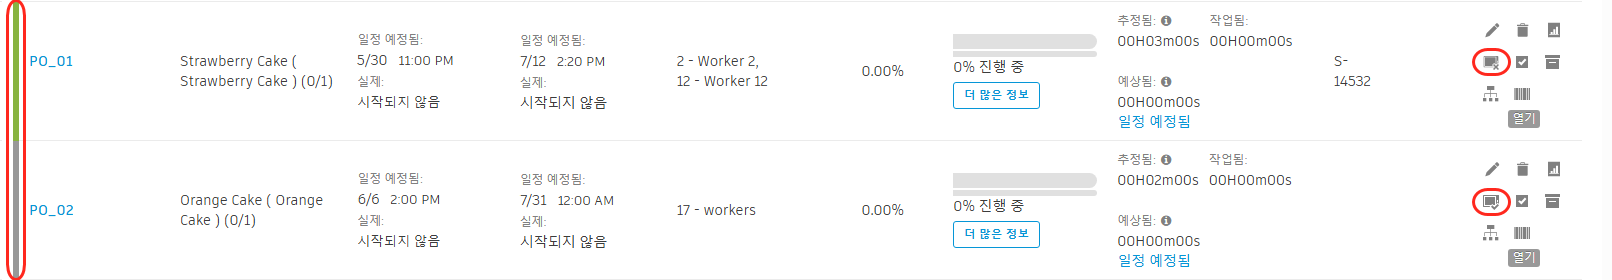 PO_01
Strawberry Cake (
Strawberry Cake ) (0/1)
일정 예정됨:
5/30 11:00 PM
실제:
시작되지 않음
일정 예정됨:
7/12 2:20 PM
실제:
시작되지 않음
2 - Worker 2,
12 - Worker 12
0.00%
0% 진행 중
더 많은 정보
추정됨:
00H03m00s
예상됨:
00H00m00s
일정 예정됨
작업됨:
00H00m00s
S-
14532
열기
PO_02
Orange Cake ( Orange
Cake ) (0/1)
일정 예정됨:
6/6 2:00 PM
실제:
시작되지 않음
일정 예정됨:
7/31 12:00 AM
실제:
시작되지 않음
17 - workers
0.00%
0% 진행 중
더 많은 정보
추정됨:
00H02m00s
예상됨:
00H00m00s
일정 예정됨
작업됨:
00H00m00s
열기